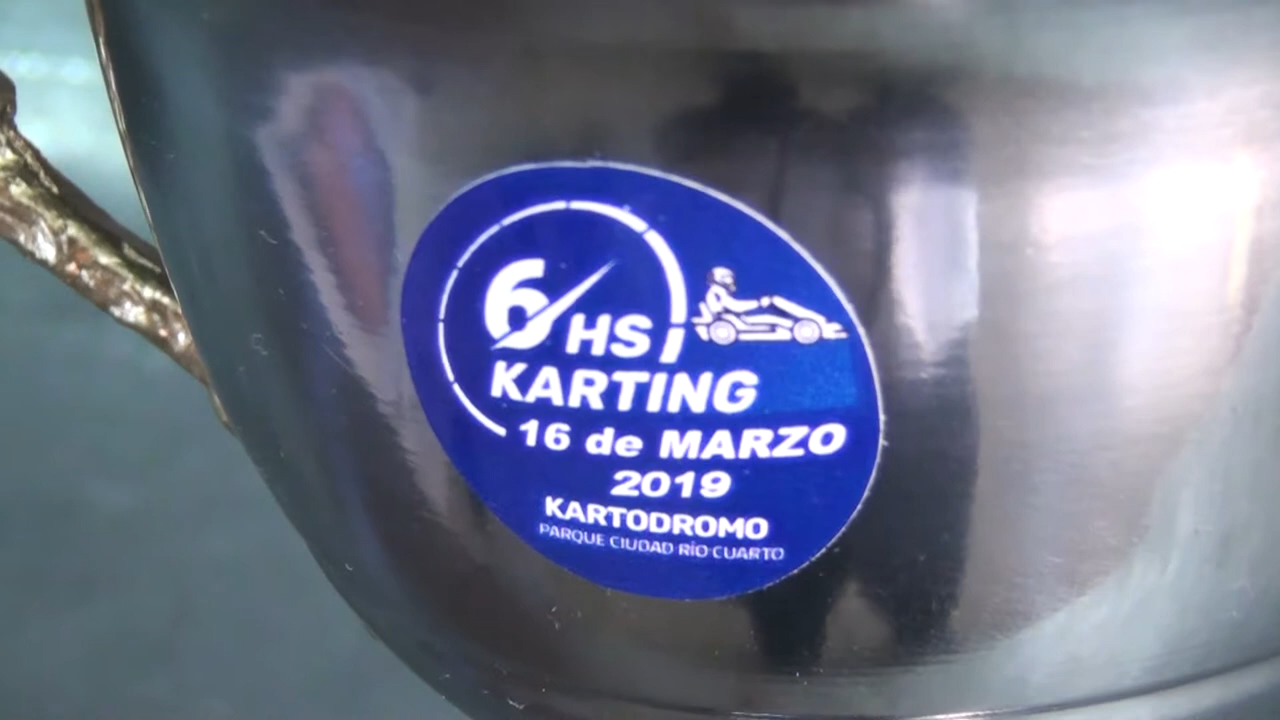 6 HS
KARTING
16 de MARZO
2019
KARTODROMO
PARQUE CIUDAD RÍO CUARTO